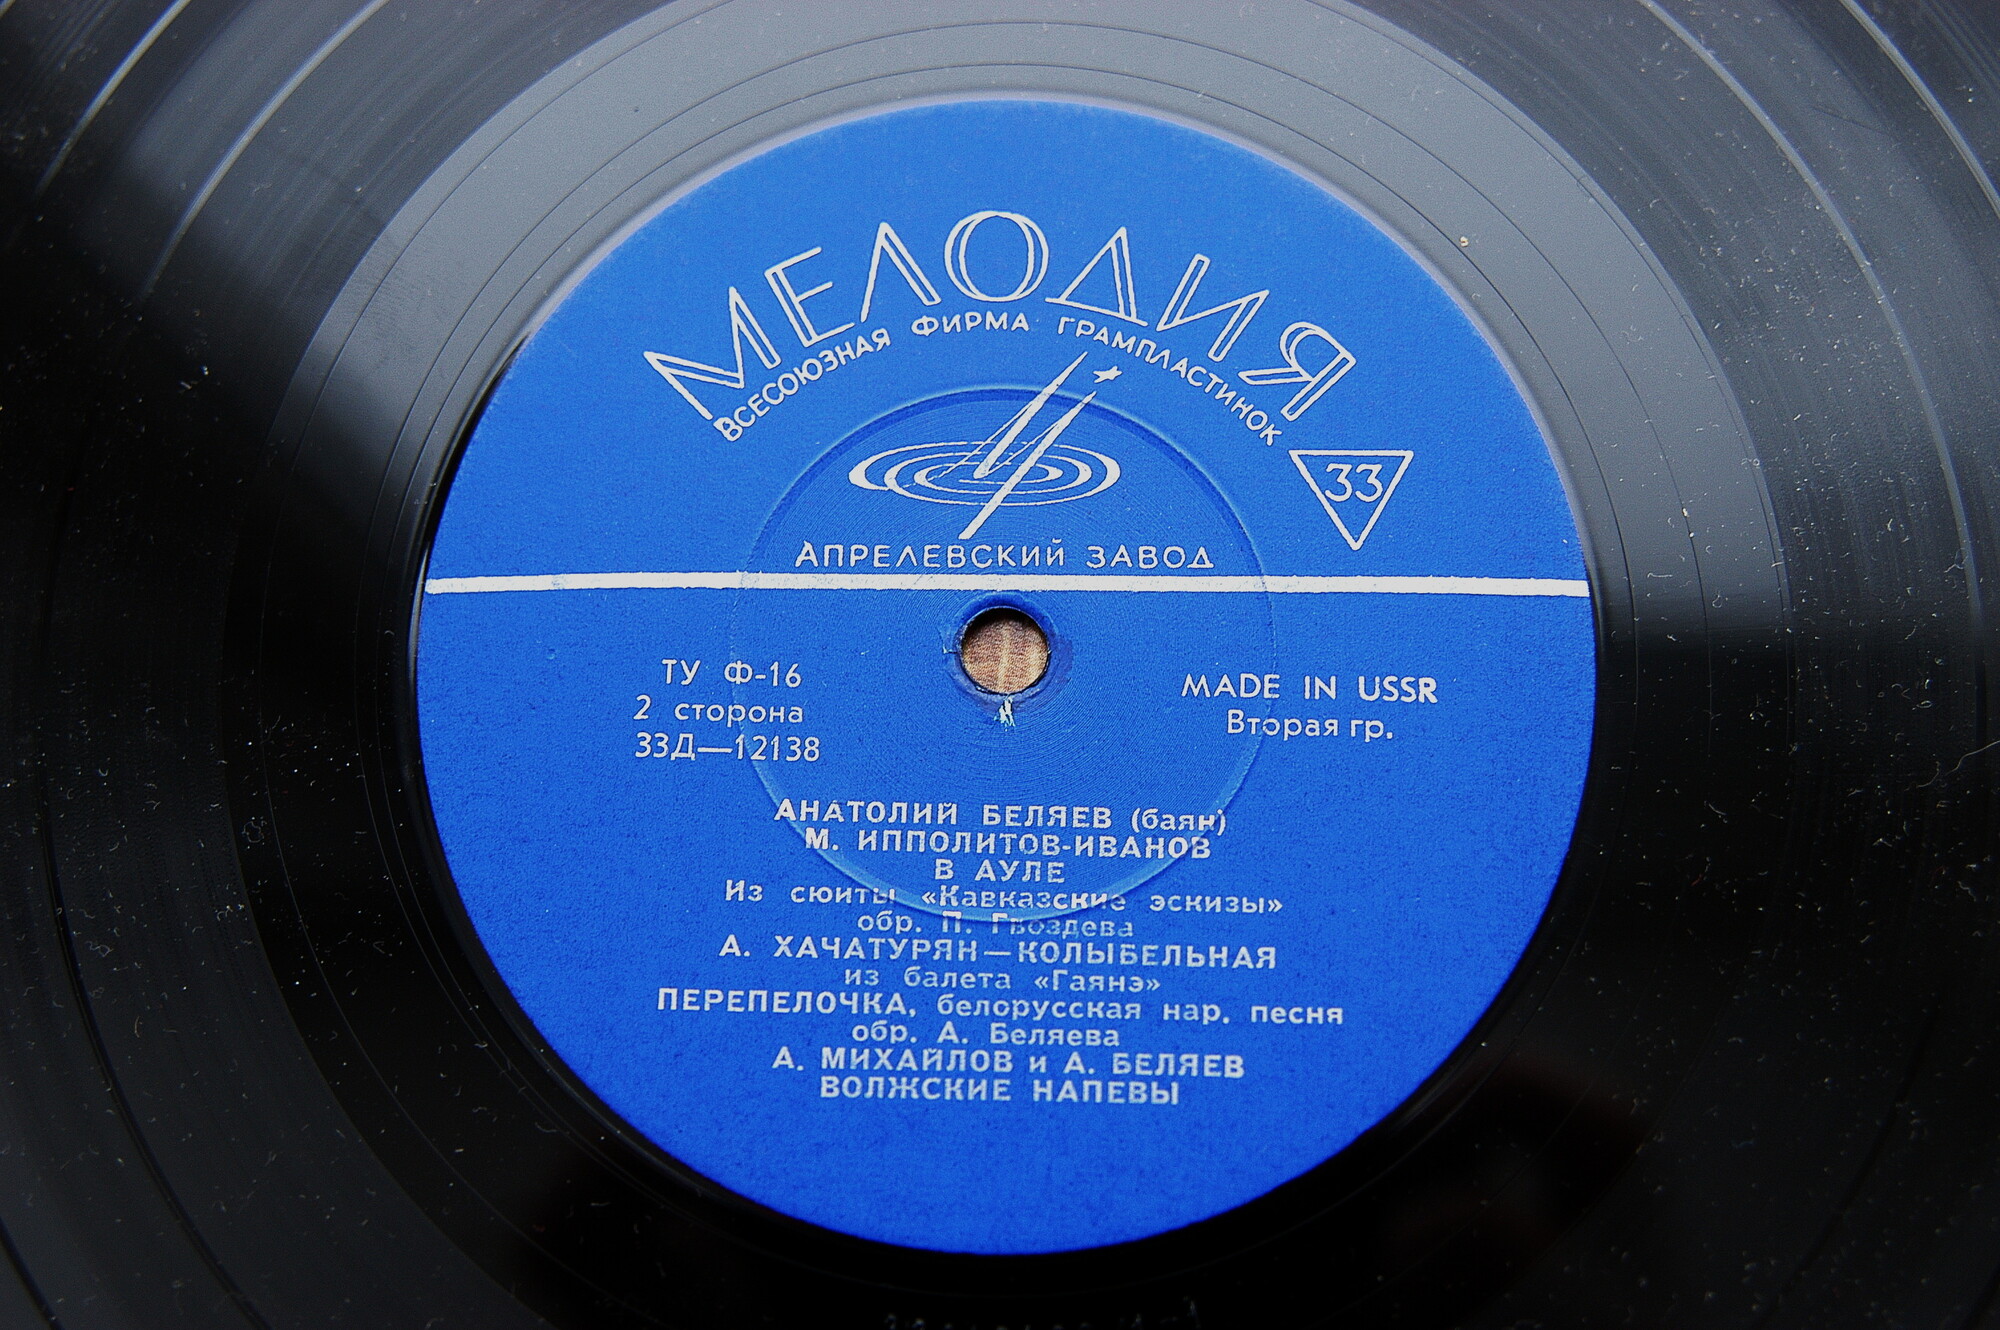 МЕЛОДИЯ
ВСЕСОЮЗНАЯ ФИРМА ГРАМПЛАСТИНОК
33
АПРЕЛЕВСКИЙ ЗАВОД
ТУ Ф-16
2 сторона
33Д—12138
MADE IN USSR
Вторая гр.
АНАТОЛИЙ БЕЛЯЕВ (баян)
М. ИППОЛИТОВ-ИВАНОВ
В АУЛЕ
Из сюиты «Кавказские эскизы»
обр. П. Гвоздева
А. ХАЧАТУРЯН—КОЛЫБЕЛЬНАЯ
из балета «Гаянэ»
ПЕРЕПЕЛОЧКА, белорусская нар. песня
обр. А. Беляева
А. МИХАЙЛОВ и А. БЕЛЯЕВ
ВОЛЖСКИЕ НАПЕВЫ